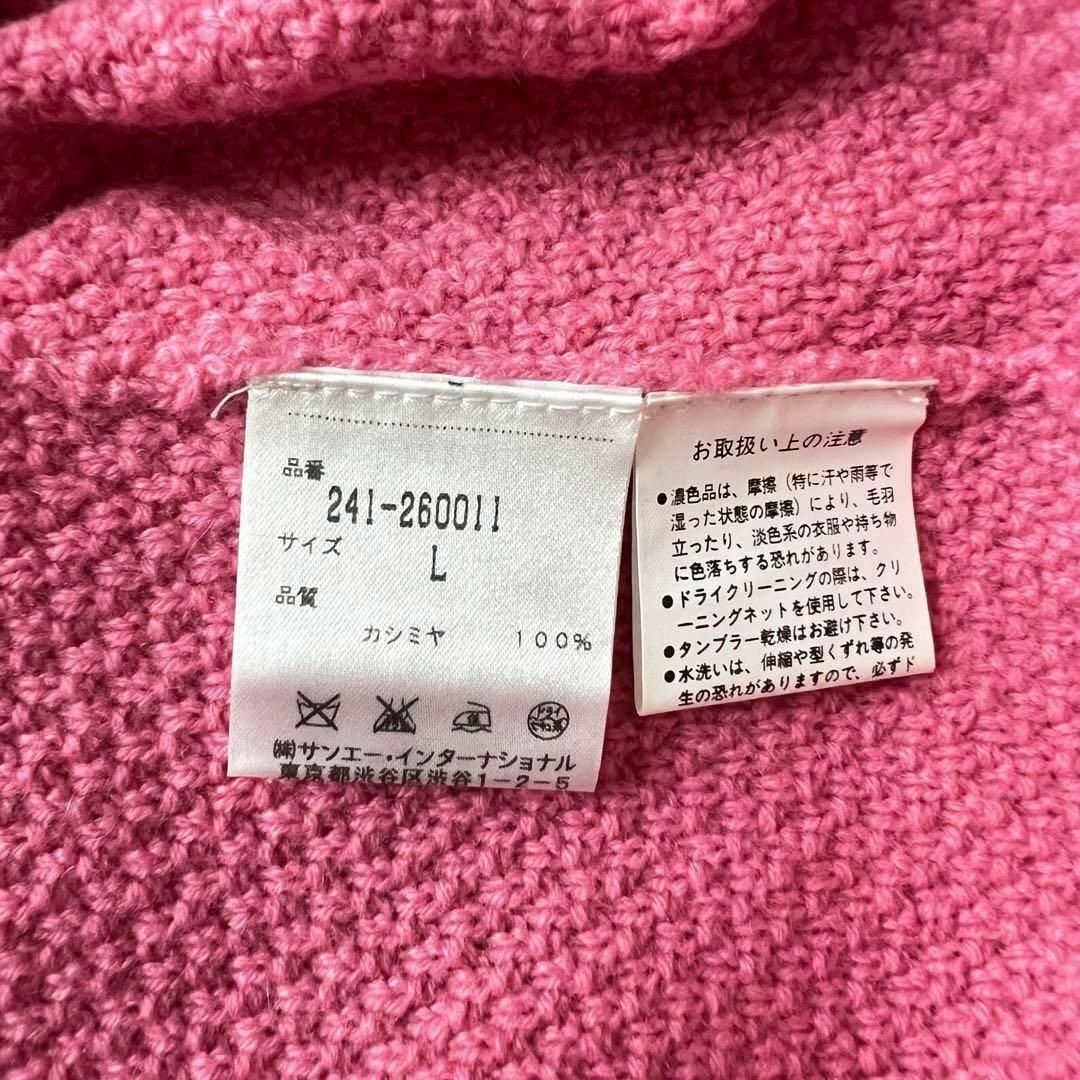 品番
241-260011
サイズ
L
品質
カシミヤ 100%
ドライ
㈱サンエー・インターナショナル
東京都渋谷区渋谷1-2-5
お取扱い上の注意
●濃色品は、摩擦（特に汗や雨等で
湿った状態の摩擦）により、毛羽
立ったり、淡色系の衣服や持ち物
に色落ちする恐れがあります。
●ドライクリーニングの際は、クリ
ーニングネットを使用して下さい。
●タンブラー乾燥はお避け下さい。
●水洗いは、伸縮や型くずれ等の発
生の恐れがありますので、必ずド